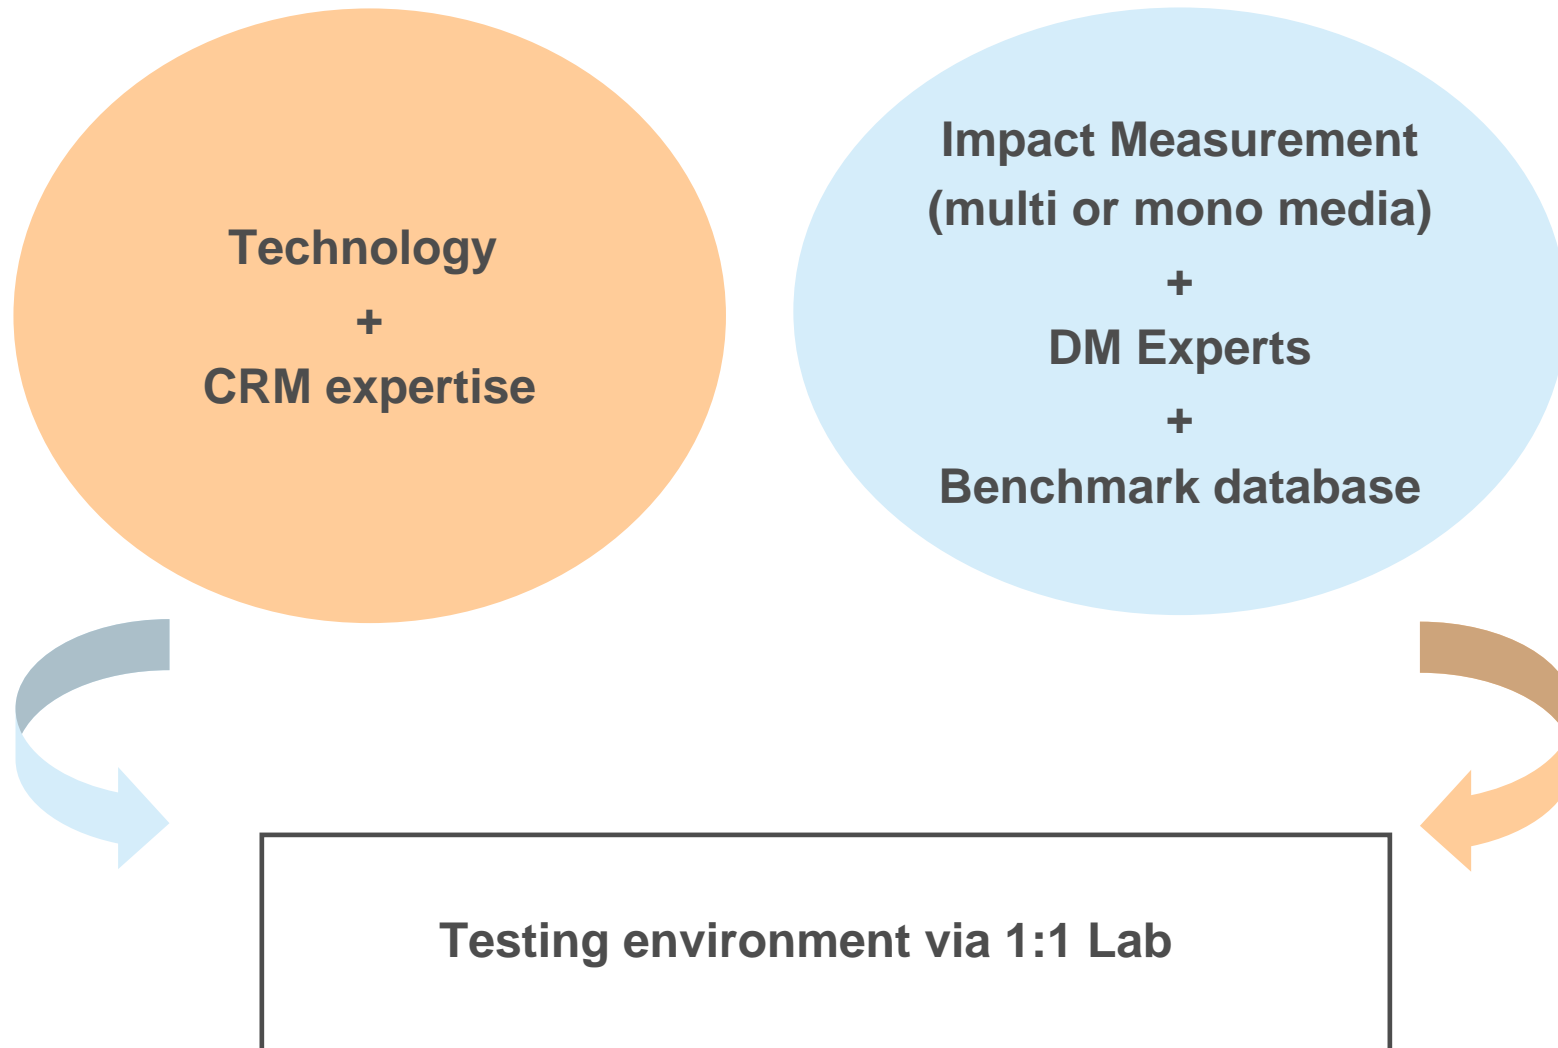 Technology
+
CRM expertise
Impact Measurement
(multi or mono media)
+
DM Experts
+
Benchmark database
Testing environment via 1:1 Lab